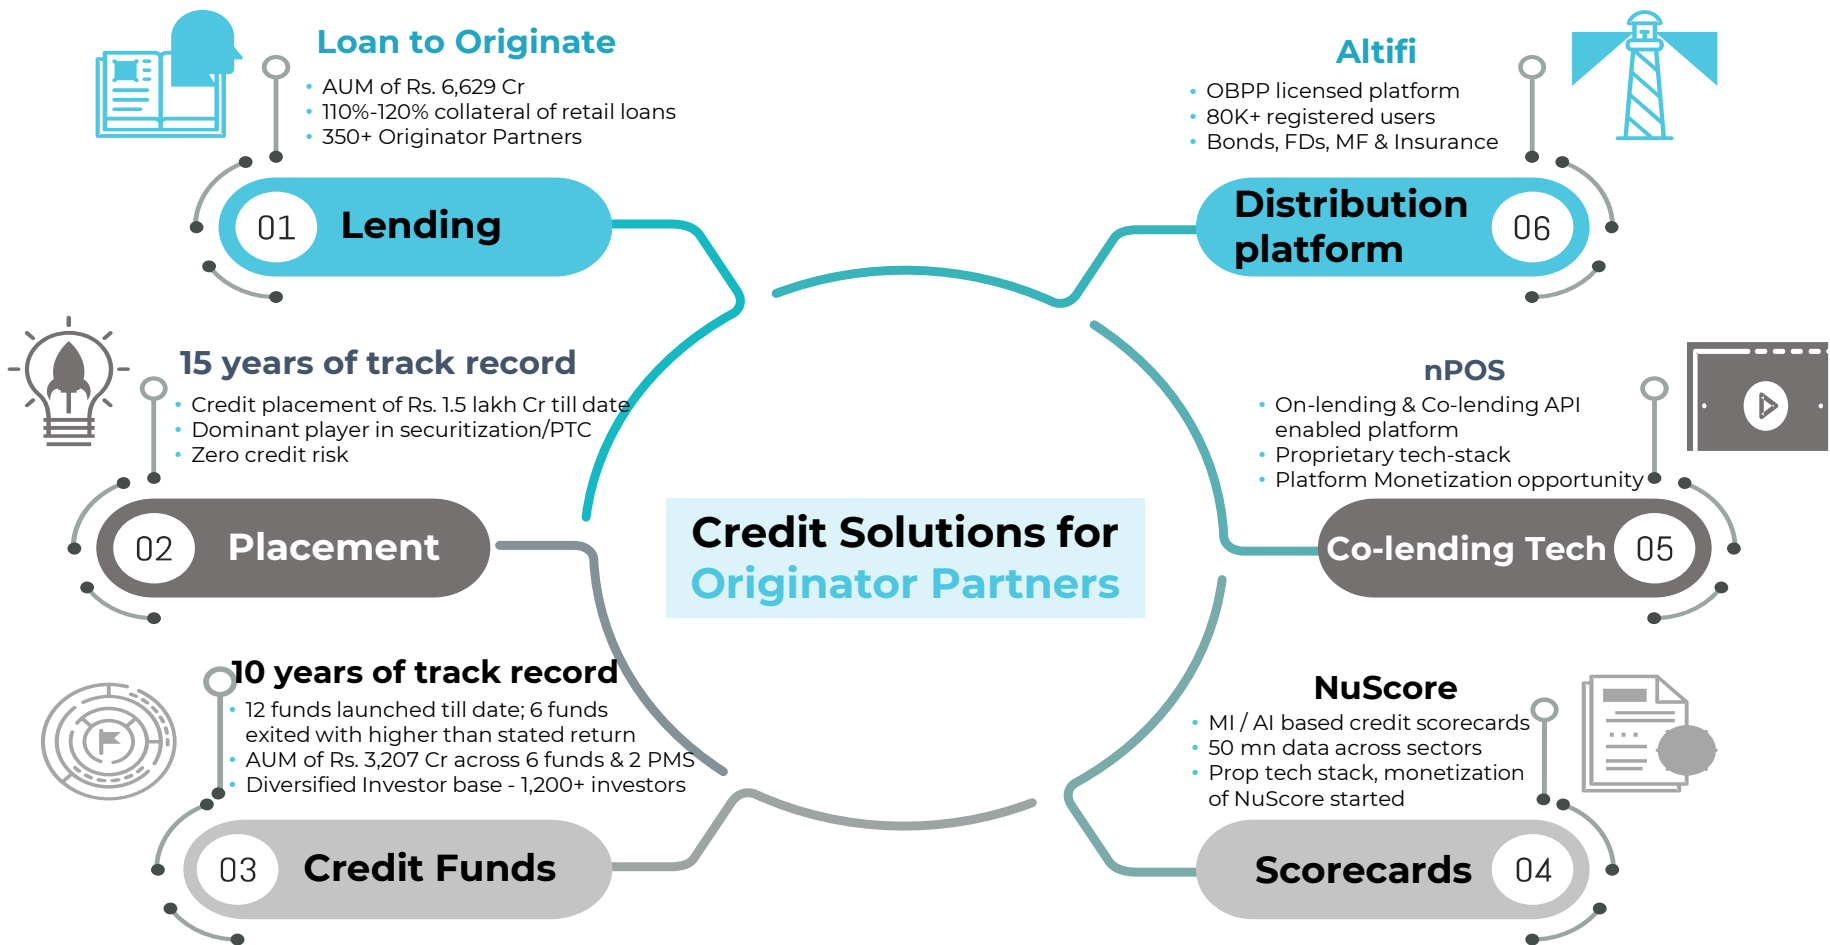 Loan to Originate
• AUM of Rs. 6,629 Cr
• 110%-120% collateral of retail loans
• 350+ Originator Partners
01
Lending
15 years of track record
• Credit placement of Rs. 1.5 lakh Cr till date
• Dominant player in securitization/PTC
• Zero credit risk
02
Placement
10 years of track record
• 12 funds launched till date; 6 funds
exited with higher than stated return
• AUM of Rs. 3,207 Cr across 6 funds & 2 PMS
• Diversified Investor base - 1,200+ investors
03
Credit Funds
Credit Solutions for
Originator Partners
Altifi
• OBPP licensed platform
• 80K+ registered users
• Bonds, FDs, MF & Insurance
Distribution
platform
06
nPOS
• On-lending & Co-lending API
enabled platform
• Proprietary tech-stack
• Platform Monetization opportunity
Co-lending Tech
05
NuScore
• MI / AI based credit scorecards
• 50 mn data across sectors
• Prop tech stack, monetization
of NuScore started
Scorecards
04